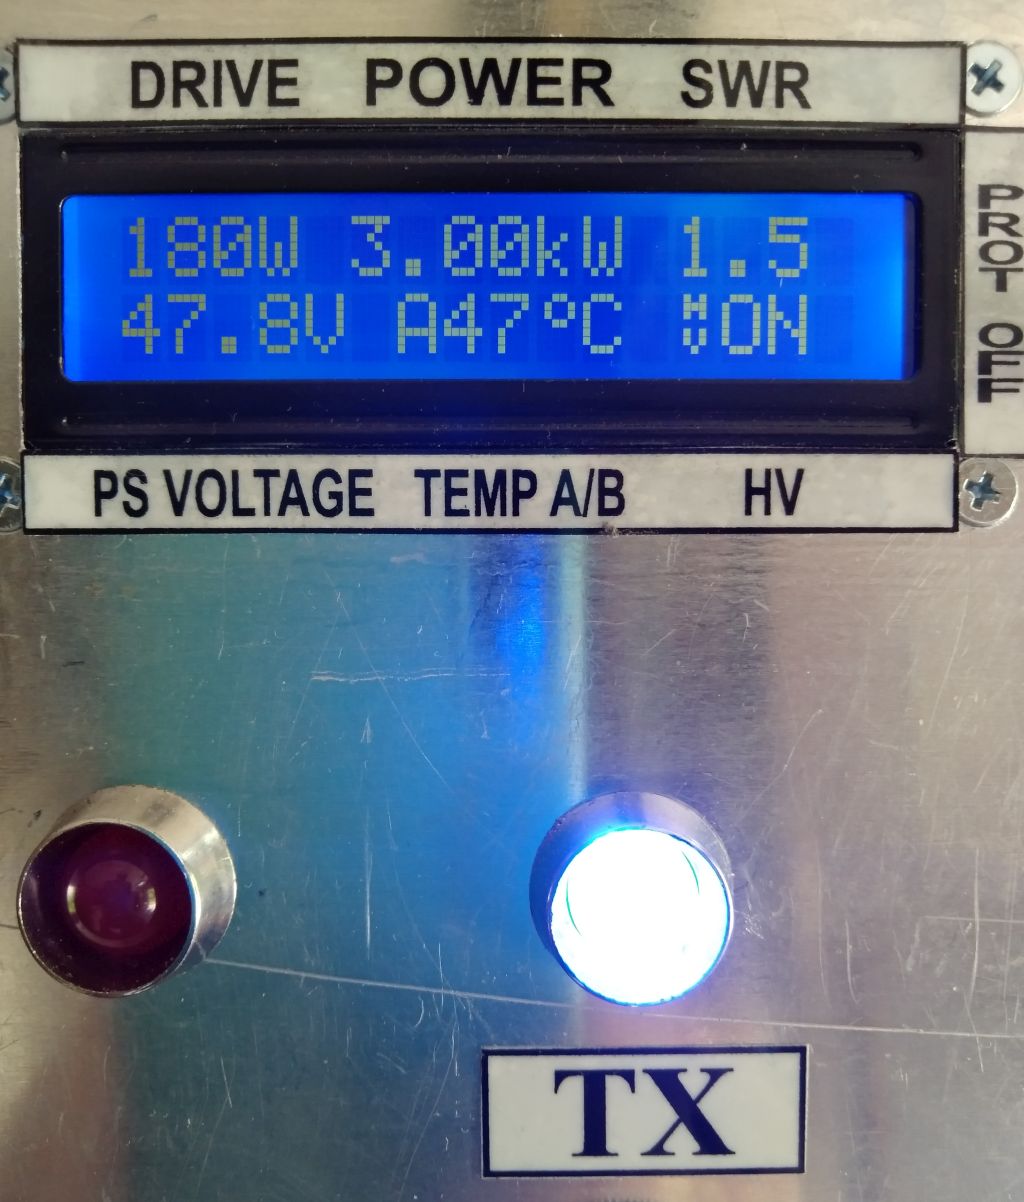 DRIVE POWER SWR
180W 3.00kW 1.5
47.8V A47°C ON
PROT OFF
PS VOLTAGE TEMP A/B HV
TX